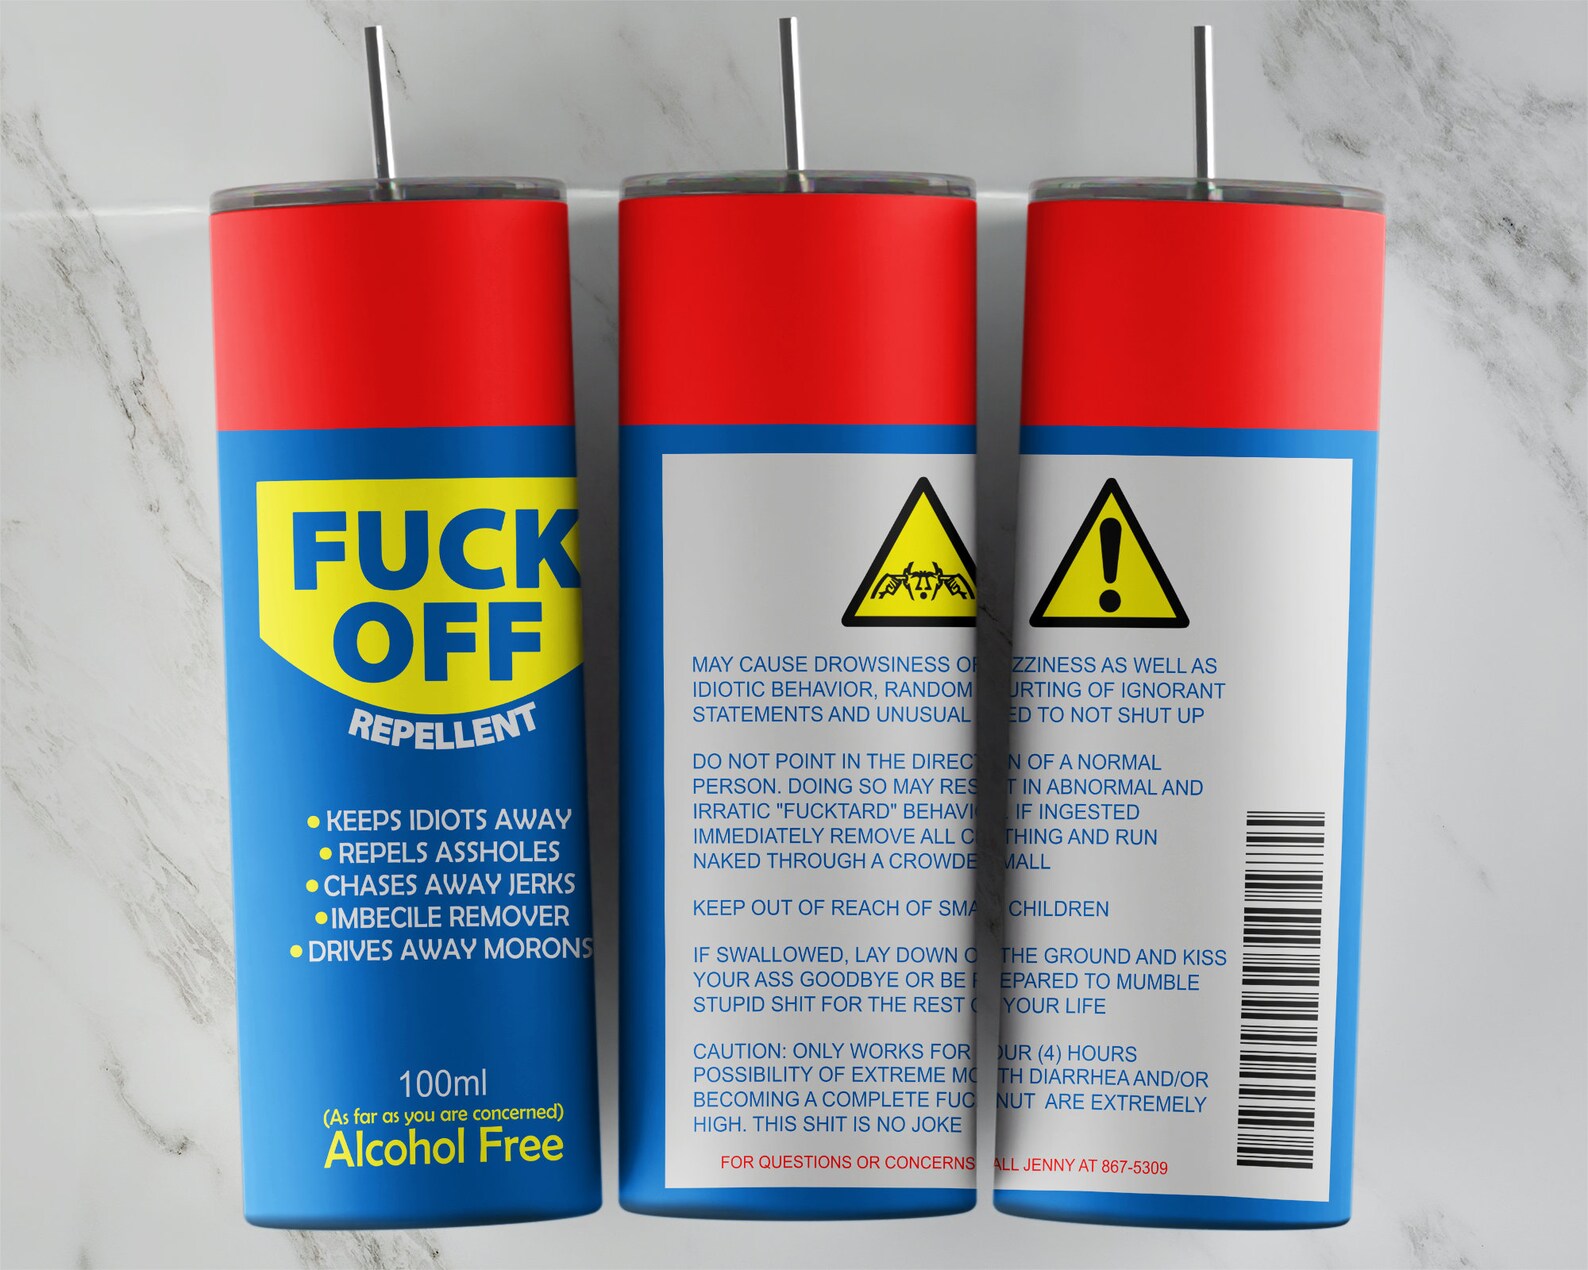 FUCK
OFF
REPELLENT
• KEEPS IDIOTS AWAY
• REPELS ASSHOLES
• CHASES AWAY JERKS
• IMBECILE REMOVER
• DRIVES AWAY MORONS
100ml
(As far as you are concerned)
Alcohol Free
MAY CAUSE DROWSINESS OR ZZINESS AS WELL AS
IDIOTIC BEHAVIOR, RANDOM URTING OF IGNORANT
STATEMENTS AND UNUSUAL ED TO NOT SHUT UP
DO NOT POINT IN THE DIREC N OF A NORMAL
PERSON. DOING SO MAY RES T IN ABNORMAL AND
IRRATIC "FUCKTARD" BEHAVIO . IF INGESTED
IMMEDIATELY REMOVE ALL C THING AND RUN
NAKED THROUGH A CROWDE MALL
KEEP OUT OF REACH OF SMA CHILDREN
IF SWALLOWED, LAY DOWN O THE GROUND AND KISS
YOUR ASS GOODBYE OR BE P EPARED TO MUMBLE
STUPID SHIT FOR THE REST O YOUR LIFE
CAUTION: ONLY WORKS FOR OUR (4) HOURS
POSSIBILITY OF EXTREME MO TH DIARRHEA AND/OR
BECOMING A COMPLETE FUC NUT ARE EXTREMELY
HIGH. THIS SHIT IS NO JOKE
FOR QUESTIONS OR CONCERNS ALL JENNY AT 867-5309